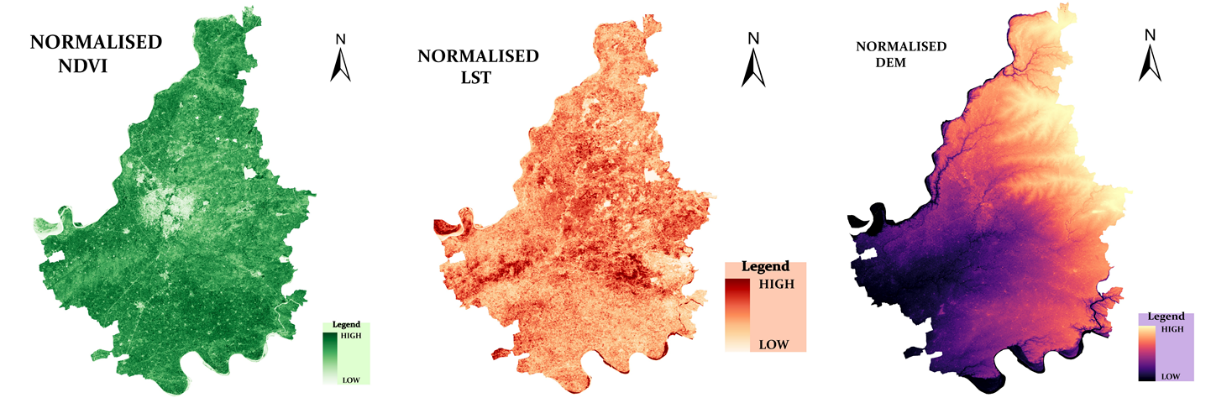 NORMALISED
NDVI
N
Legend
HIGH
LOW
NORMALISED
LST
N
Legend
HIGH
LOW
NORMALISED
DEM
N
Legend
HIGH
LOW